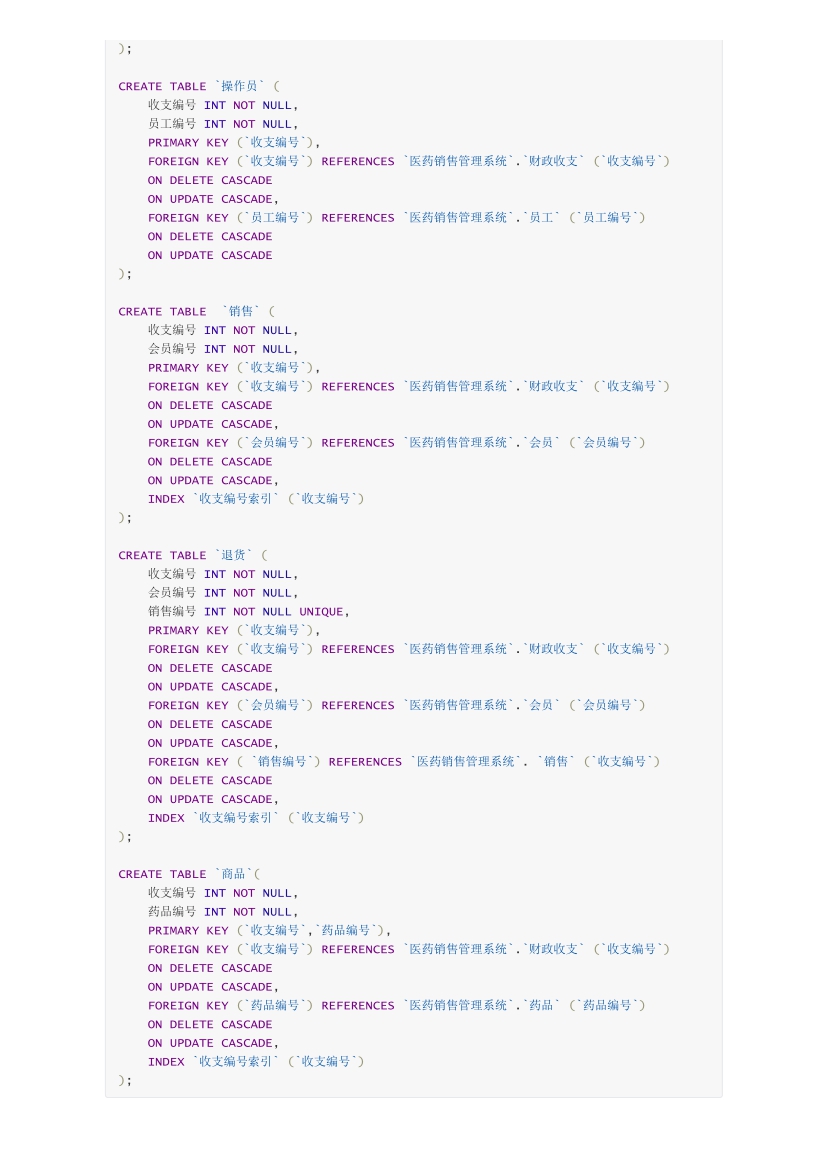 );
CREATE TABLE `操作员` (
收支编号 INT NOT NULL,
员工编号 INT NOT NULL,
PRIMARY KEY (`收支编号`),
FOREIGN KEY (`收支编号`) REFERENCES `医药销售管理系统`.`财政收支` (`收支编号`)
ON DELETE CASCADE
ON UPDATE CASCADE,
FOREIGN KEY (`员工编号`) REFERENCES `医药销售管理系统`.`员工` (`员工编号`)
ON DELETE CASCADE
ON UPDATE CASCADE
);
CREATE TABLE  `销售` (
收支编号 INT NOT NULL,
会员编号 INT NOT NULL,
PRIMARY KEY (`收支编号`),
FOREIGN KEY (`收支编号`) REFERENCES `医药销售管理系统`.`财政收支` (`收支编号`)
ON DELETE CASCADE
ON UPDATE CASCADE,
FOREIGN KEY (`会员编号`) REFERENCES `医药销售管理系统`.`会员` (`会员编号`)
ON DELETE CASCADE
ON UPDATE CASCADE,
INDEX `收支编号索引` (`收支编号`)
);
CREATE TABLE `退货` (
收支编号 INT NOT NULL,
会员编号 INT NOT NULL,
销售编号 INT NOT NULL UNIQUE,
PRIMARY KEY (`收支编号`),
FOREIGN KEY (`收支编号`) REFERENCES `医药销售管理系统`.`财政收支` (`收支编号`)
ON DELETE CASCADE
ON UPDATE CASCADE,
FOREIGN KEY (`会员编号`) REFERENCES `医药销售管理系统`.`会员` (`会员编号`)
ON DELETE CASCADE
ON UPDATE CASCADE,
FOREIGN KEY ( `销售编号`) REFERENCES `医药销售管理系统`. `销售` (`收支编号`)
ON DELETE CASCADE
ON UPDATE CASCADE,
INDEX `收支编号索引` (`收支编号`)
);
CREATE TABLE `商品`(
收支编号 INT NOT NULL,
药品编号 INT NOT NULL,
PRIMARY KEY (`收支编号`,`药品编号`),
FOREIGN KEY (`收支编号`) REFERENCES `医药销售管理系统`.`财政收支` (`收支编号`)
ON DELETE CASCADE
ON UPDATE CASCADE,
FOREIGN KEY (`药品编号`) REFERENCES `医药销售管理系统`.`药品` (`药品编号`)
ON DELETE CASCADE
ON UPDATE CASCADE,
INDEX `收支编号索引` (`收支编号`)
);